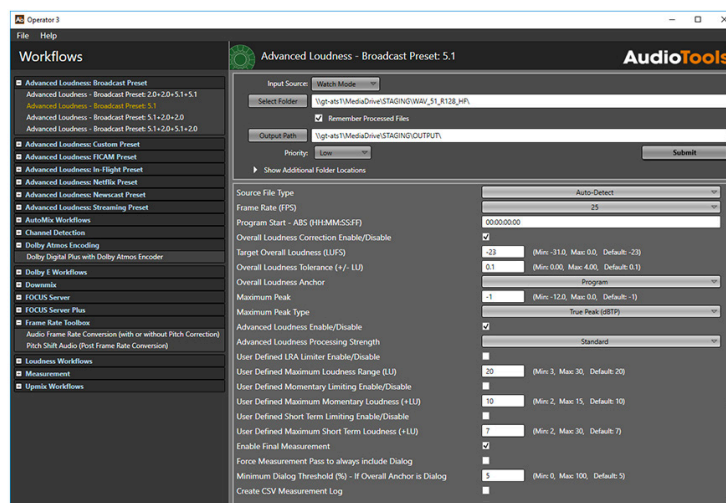 Operator 3
File Help
Workflows
Advanced Loudness: Broadcast Preset
Advanced Loudness - Broadcast Preset: 2.0+2.0+5.1+5.1
Advanced Loudness - Broadcast Preset: 5.1
Advanced Loudness - Broadcast Preset: 5.1+2.0+2.0
Advanced Loudness - Broadcast Preset: 5.1+2.0+5.1+2.0
Advanced Loudness: Custom Preset
Advanced Loudness: FICAM Preset
Advanced Loudness: In-Flight Preset
Advanced Loudness: Netflix Preset
Advanced Loudness: Newscast Preset
Advanced Loudness: Streaming Preset
AutoMix Workflows
Channel Detection
Dolby Atmos Encoding
Dolby Digital Plus with Dolby Atmos Encoder
Dolby E Workflows
Downmix
FOCUS Server
FOCUS Server Plus
Frame Rate Toolbox
Audio Frame Rate Conversion (with or without Pitch Correction)
Pitch Shift Audio (Post Frame Rate Conversion)
Loudness Workflows
Measurement
Upmix Workflows
Advanced Loudness - Broadcast Preset: 5.1
AudioTools
Input Source: Watch Mode
Select Folder \\gt-ats1\MediaDrive\STAGING\WAV_51_R128_HF\
Remember Processed Files
Output Path \\gt-ats1\MediaDrive\STAGING\OUTPUT\
Priority: Low Submit
Show Additional Folder Locations
Source File Type Auto-Detect
Frame Rate (FPS) 25
Program Start - ABS (HH:MM:SS:FF) 00:00:00:00
Overall Loudness Correction Enable/Disable
Target Overall Loudness (LUFS) -23 (Min: -31.0, Max: 0.0, Default: -23)
Overall Loudness Tolerance (+/- LU) 0.1 (Min: 0.00, Max: 4.00, Default: 0.1)
Overall Loudness Anchor Program
Maximum Peak -1 (Min: -12.0, Max: 0.0, Default: -1)
Maximum Peak Type True Peak (dBTP)
Advanced Loudness Enable/Disable
Advanced Loudness Processing Strength Standard
User Defined LRA Limiter Enable/Disable
User Defined Maximum Loudness Range (LU) 20 (Min: 3, Max: 30, Default: 20)
User Defined Momentary Limiting Enable/Disable
User Defined Maximum Momentary Loudness (+LU) 10 (Min: 2, Max: 15, Default: 10)
User Defined Short Term Limiting Enable/Disable
User Defined Maximum Short Term Loudness (+LU) 7 (Min: 2, Max: 30, Default: 7)
Enable Final Measurement
Force Measurement Pass to always include Dialog
Minimum Dialog Threshold (%) - If Overall Anchor is Dialog 5 (Min: 0, Max: 100, Default: 5)
Create CSV Measurement Log